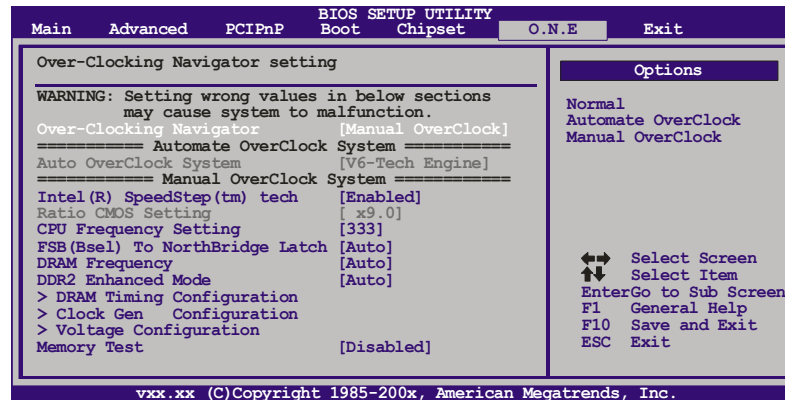 BIOS SETUP UTILITY
Main Advanced PCIPnP Boot Chipset O.N.E Exit
Over-Clocking Navigator setting
WARNING: Setting wrong values in below sections
may cause system to malfunction.
Over-Clocking Navigator [Manual OverClock]
=========== Automate OverClock System ===========
Auto OverClock System [V6-Tech Engine]
============ Manual OverClock System ============
Intel(R) SpeedStep(tm) tech [Enabled]
Ratio CMOS Setting [ x9.0]
CPU Frequency Setting [333]
FSB(Bsel) To NorthBridge Latch [Auto]
DRAM Frequency [Auto]
DDR2 Enhanced Mode [Auto]
> DRAM Timing Configuration
> Clock Gen Configuration
> Voltage Configuration
Memory Test [Disabled]
Options
Normal
Automate OverClock
Manual OverClock
Select Screen
Select Item
EnterGo to Sub Screen
F1 General Help
F10 Save and Exit
ESC Exit
vxx.xx (C)Copyright 1985-200x, American Megatrends, Inc.